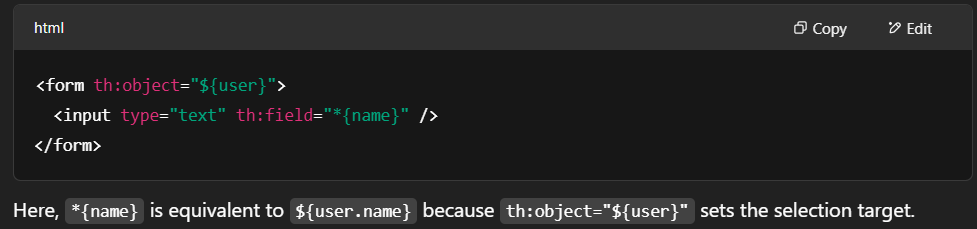 html Copy Edit
<form th:object="${user}">
  <input type="text" th:field="*{name}" />
</form>
Here, *{name} is equivalent to ${user.name} because th:object="${user}" sets the selection target.